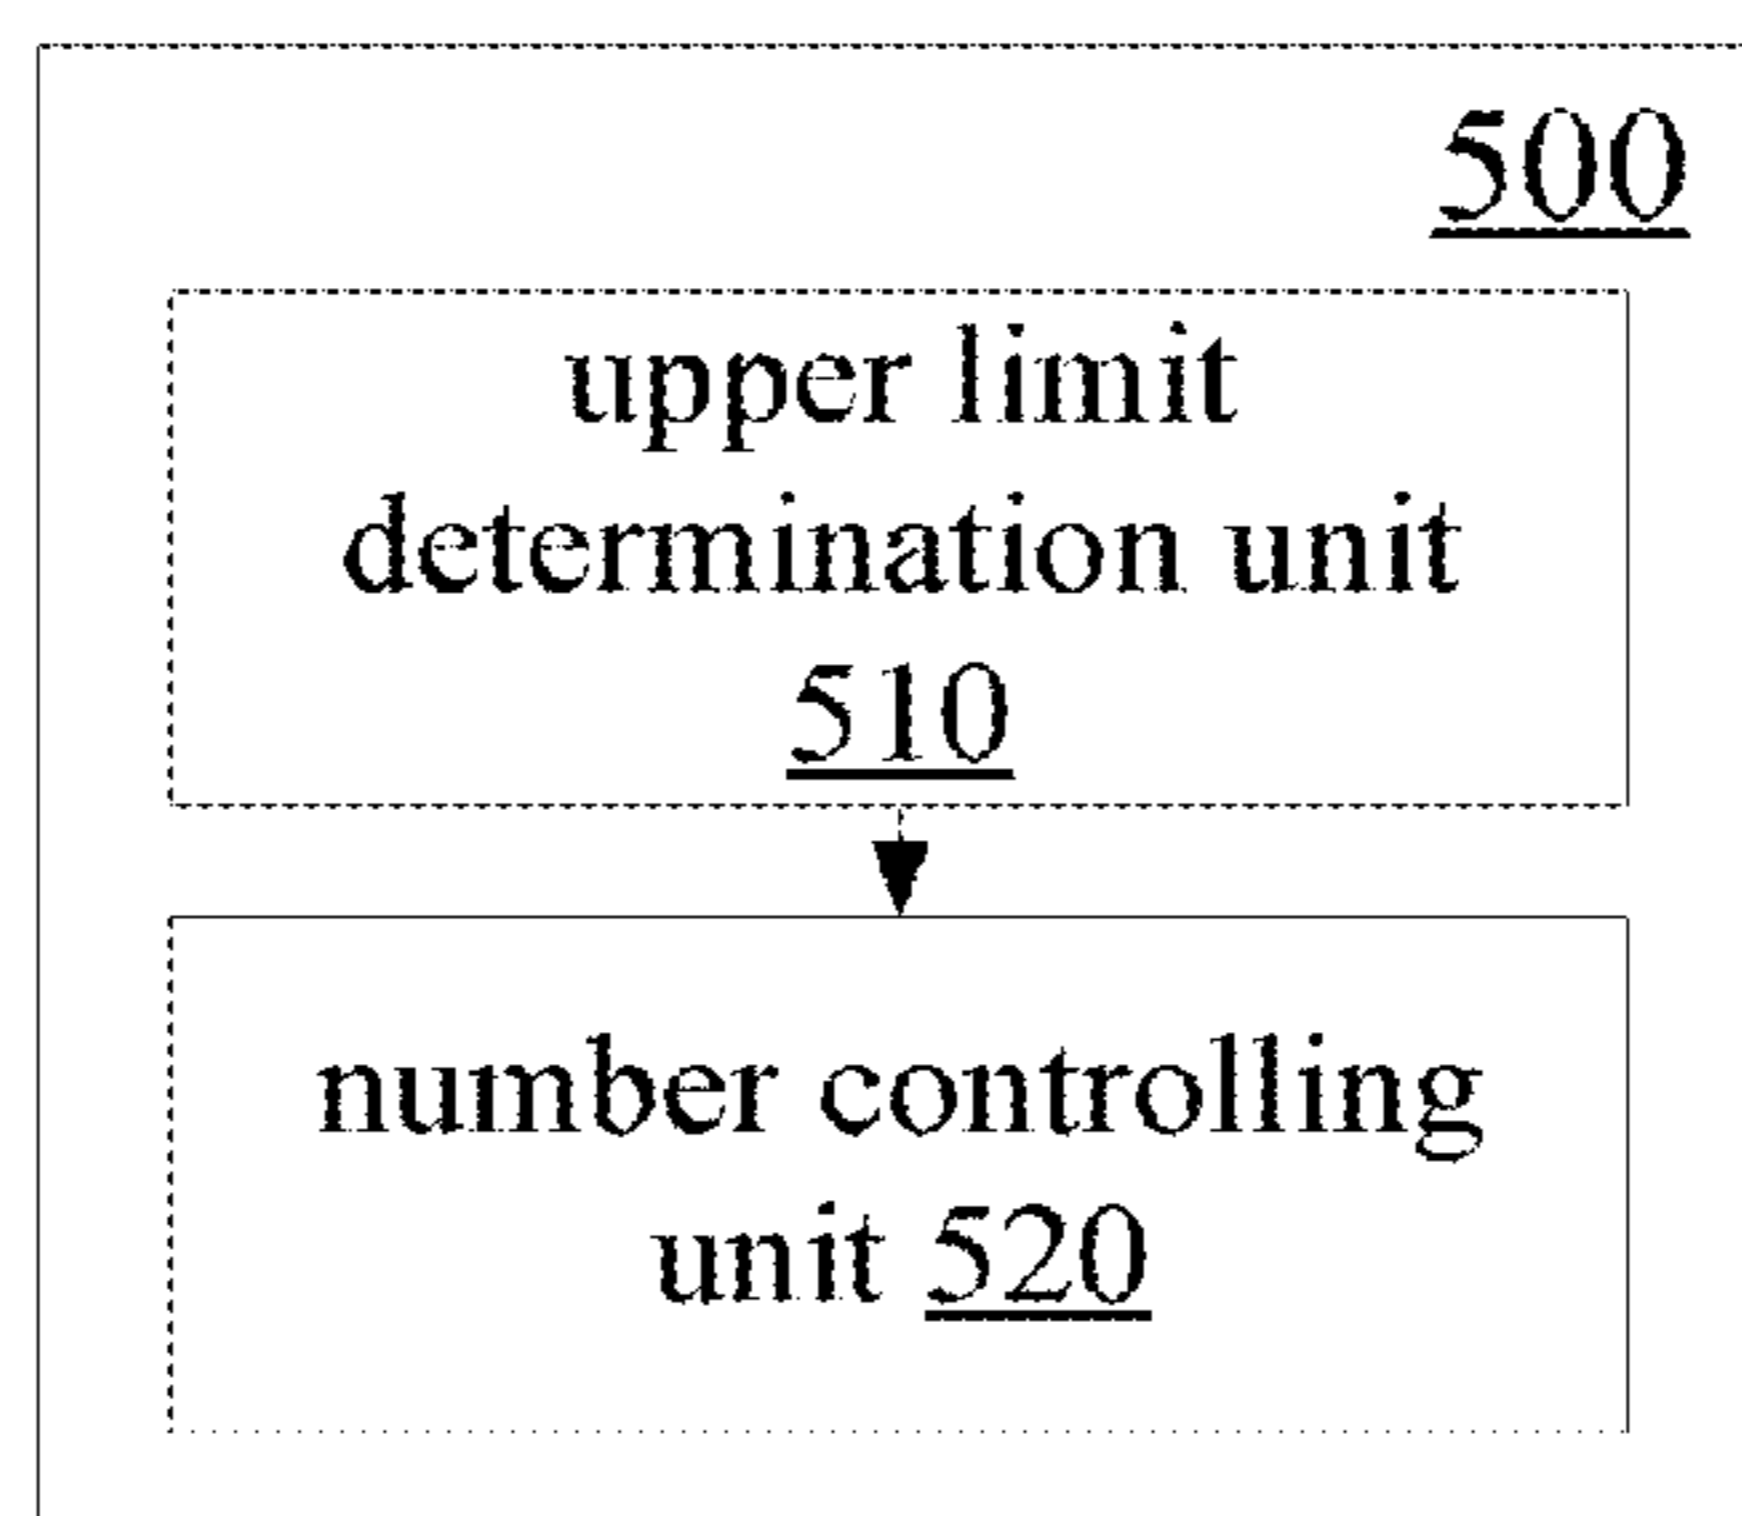 500
upper limit
determination unit
510
number controlling
unit 520